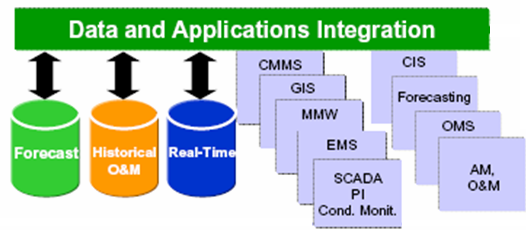 Data and Applications Integration
Forecast
Historical
O&M
Real-Time
CMMS
GIS
MMW
EMS
SCADA
PI
Cond. Monit.
CIS
Forecasting
OMS
AM,
O&M